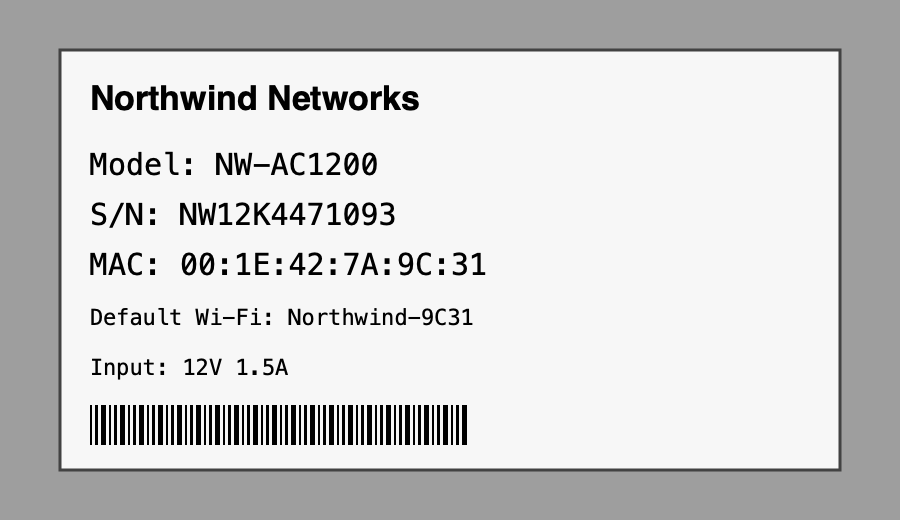 Northwind Networks
Model: NW-AC1200
S/N: NW12K4471093
MAC: 00:1E:42:7A:9C:31
Default Wi-Fi: Northwind-9C31
Input: 12V 1.5A